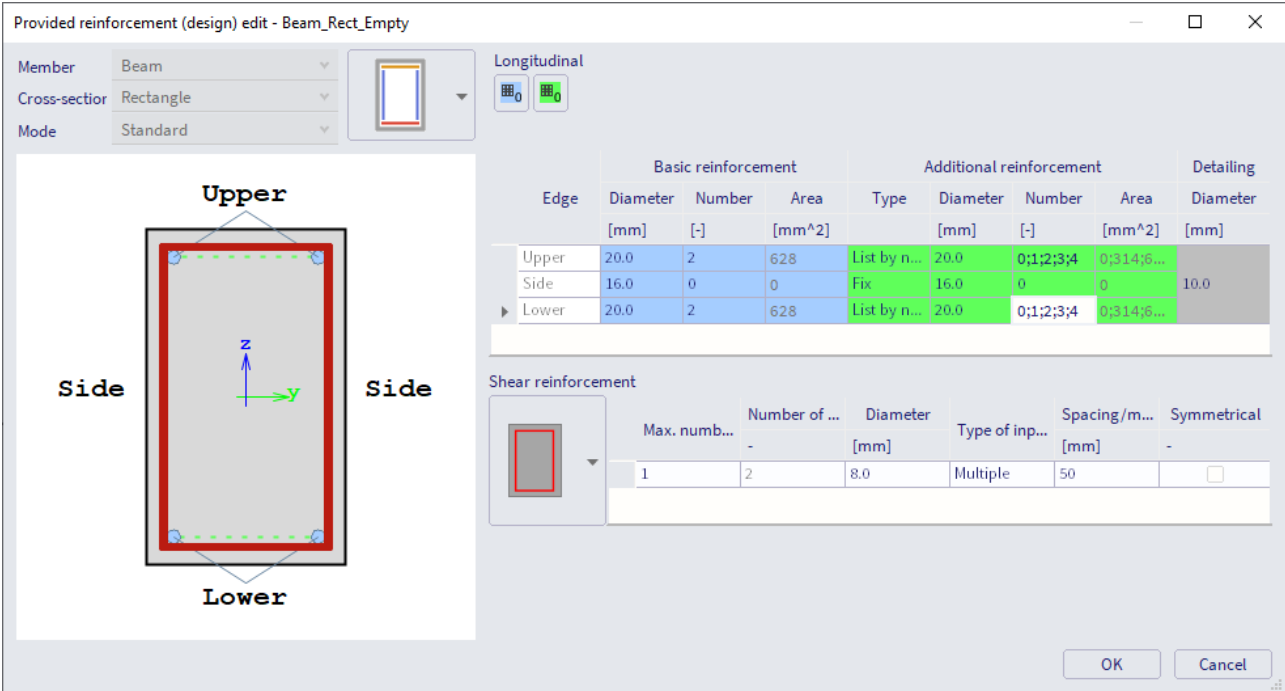 Provided reinforcement (design) edit - Beam_Rect_Empty
Member Beam
Cross-section Rectangle
Mode Standard
Longitudinal
0 0
Basic reinforcement Additional reinforcement Detailing
Edge Diameter Number Area Type Diameter Number Area Diameter
[mm] [-] [mm^2] [mm] [-] [mm^2] [mm]
Upper 20.0 2 628 List by n... 20.0 0;1;2;3;4 0;314;6...
Side 16.0 0 0 Fix 16.0 0 0 10.0
Lower 20.0 2 628 List by n... 20.0 0;1;2;3;4 0;314;6...
Upper
z
Side y Side
Lower
Shear reinforcement
Max. numb... Number of ... Diameter Type of inp... Spacing/m... Symmetrical
- [mm] [mm] -
1 2 8.0 Multiple 50
OK Cancel